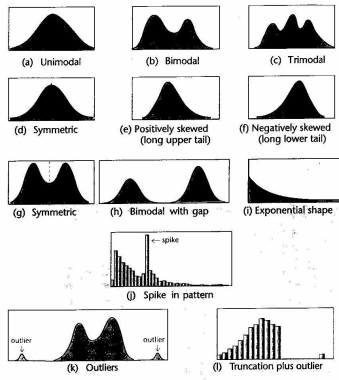 (a) Unimodal
(b) Bimodal
(c) Trimodal
(d) Symmetric
(e) Positively skewed
(long upper tail)
(f) Negatively skewed
(long lower tail)
(g) Symmetric
(h) Bimodal with gap
(i) Exponential shape
spike
(j) Spike in pattern
outlier
outlier
(k) Outliers
(l) Truncation plus outlier